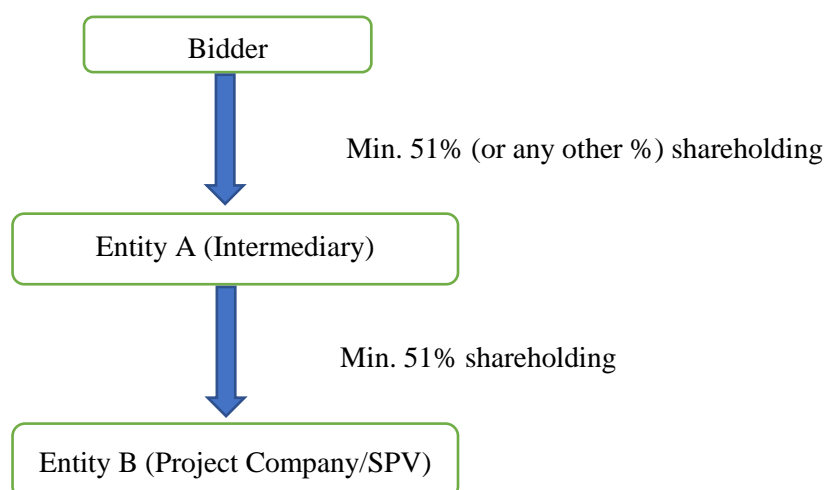 Bidder
Min. 51% (or any other %) shareholding
Entity A (Intermediary)
Min. 51% shareholding
Entity B (Project Company/SPV)